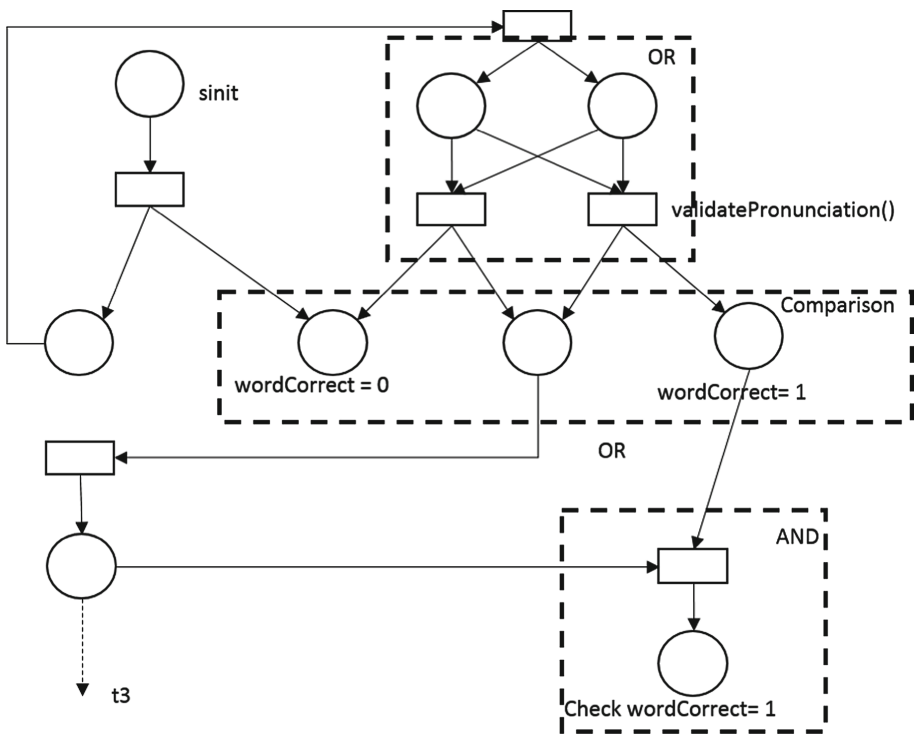 OR
sinit
validatePronunciation()
Comparison
wordCorrect = 0
wordCorrect= 1
OR
AND
t3
Check wordCorrect= 1